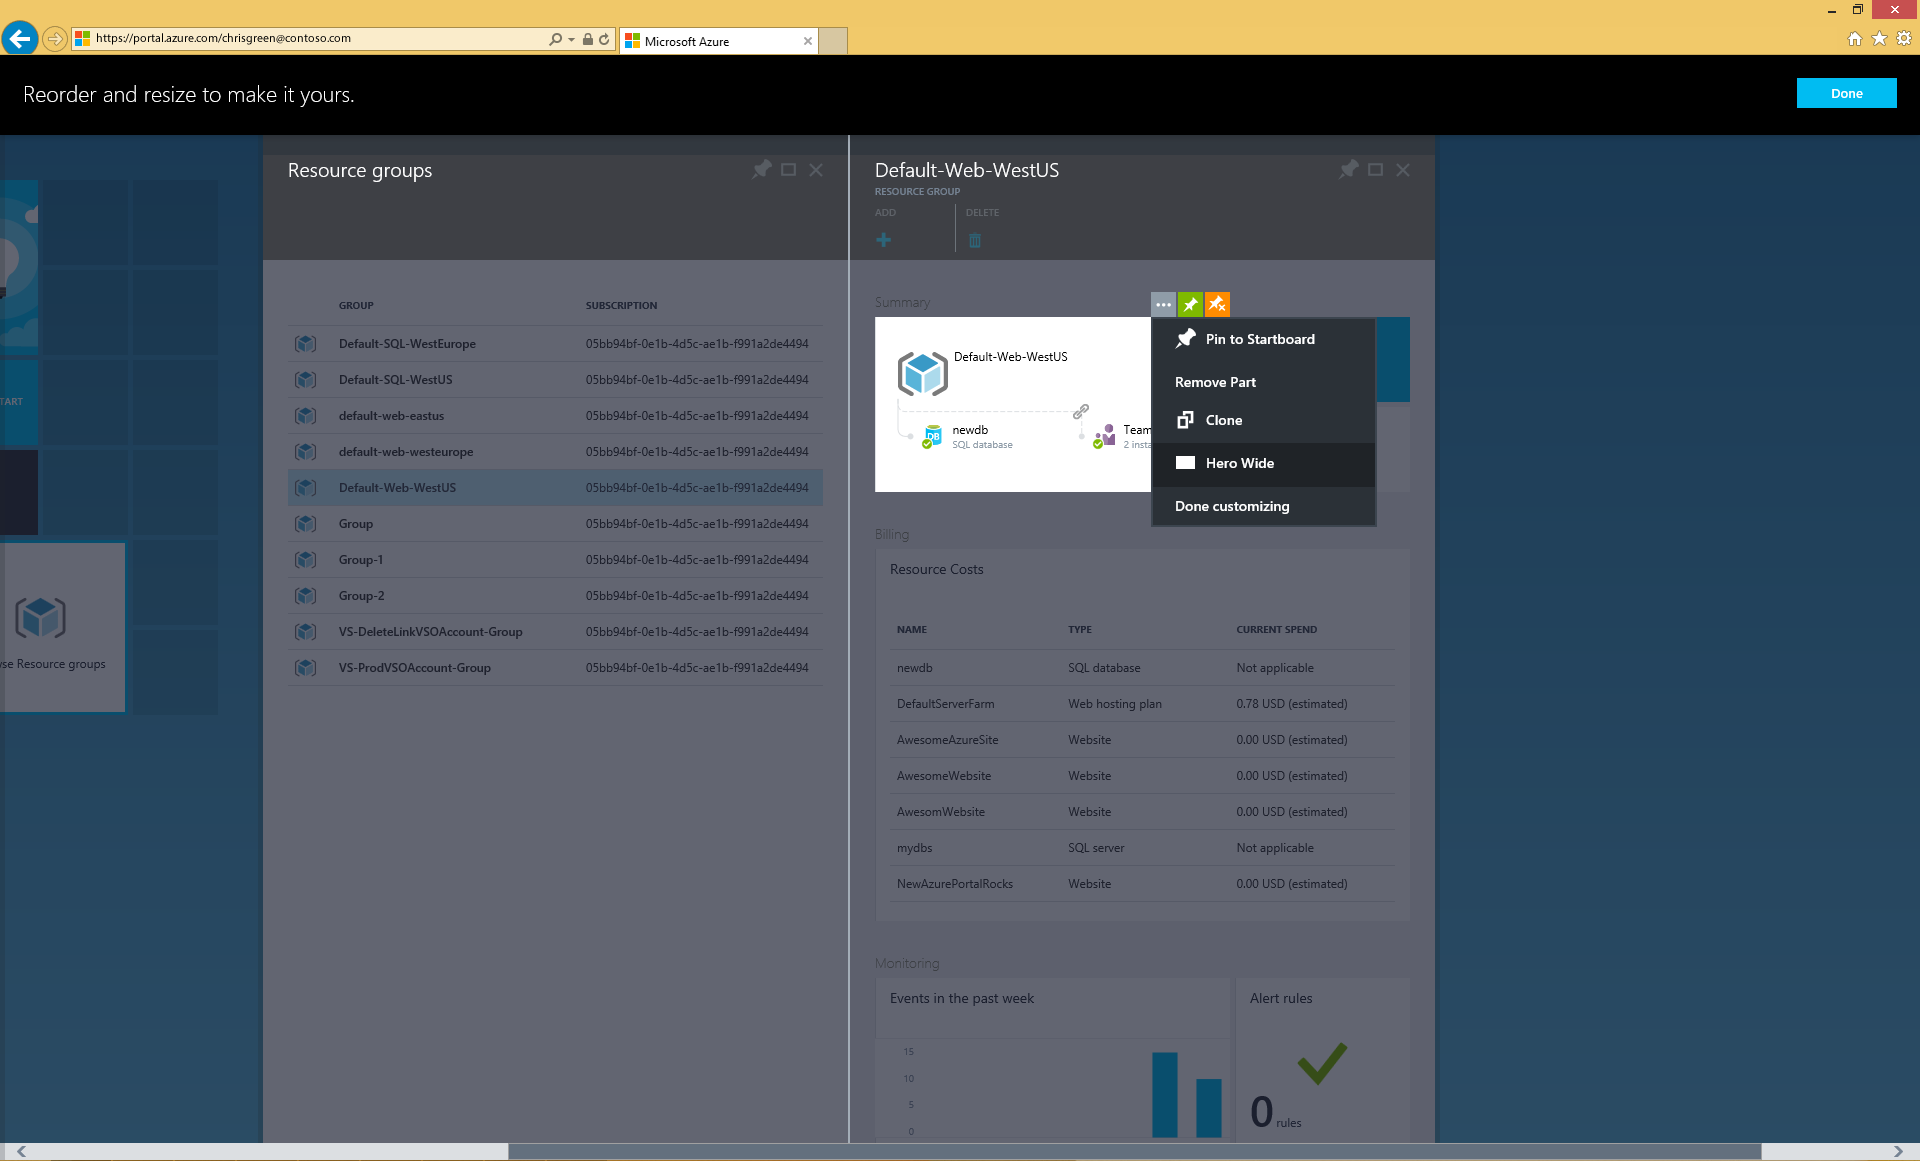 https://portal.azure.com/chrisgreen@contoso.com
Microsoft Azure
Reorder and resize to make it yours.
Done
Resource groups
GROUP SUBSCRIPTION
Default-SQL-WestEurope 05bb94bf-0e1b-4d5c-ae1b-f991a2de4494
Default-SQL-WestUS 05bb94bf-0e1b-4d5c-ae1b-f991a2de4494
default-web-eastus 05bb94bf-0e1b-4d5c-ae1b-f991a2de4494
default-web-westeurope 05bb94bf-0e1b-4d5c-ae1b-f991a2de4494
Default-Web-WestUS 05bb94bf-0e1b-4d5c-ae1b-f991a2de4494
Group 05bb94bf-0e1b-4d5c-ae1b-f991a2de4494
Group-1 05bb94bf-0e1b-4d5c-ae1b-f991a2de4494
Group-2 05bb94bf-0e1b-4d5c-ae1b-f991a2de4494
VS-DeleteLinkVSOAccount-Group 05bb94bf-0e1b-4d5c-ae1b-f991a2de4494
VS-ProdVSOAccount-Group 05bb94bf-0e1b-4d5c-ae1b-f991a2de4494
TART
se Resource groups
Default-Web-WestUS
RESOURCE GROUP
ADD DELETE
Summary
Default-Web-WestUS
newdb
SQL database
DB
Team
2 insta
Pin to Startboard
Remove Part
Clone
Hero Wide
Done customizing
Billing
Resource Costs
NAME TYPE CURRENT SPEND
newdb SQL database Not applicable
DefaultServerFarm Web hosting plan 0.78 USD (estimated)
AwesomeAzureSite Website 0.00 USD (estimated)
AwesomeWebsite Website 0.00 USD (estimated)
AwesomWebsite Website 0.00 USD (estimated)
mydbs SQL server Not applicable
NewAzurePortalRocks Website 0.00 USD (estimated)
Monitoring
Events in the past week
15
10
5
0
Alert rules
0 rules